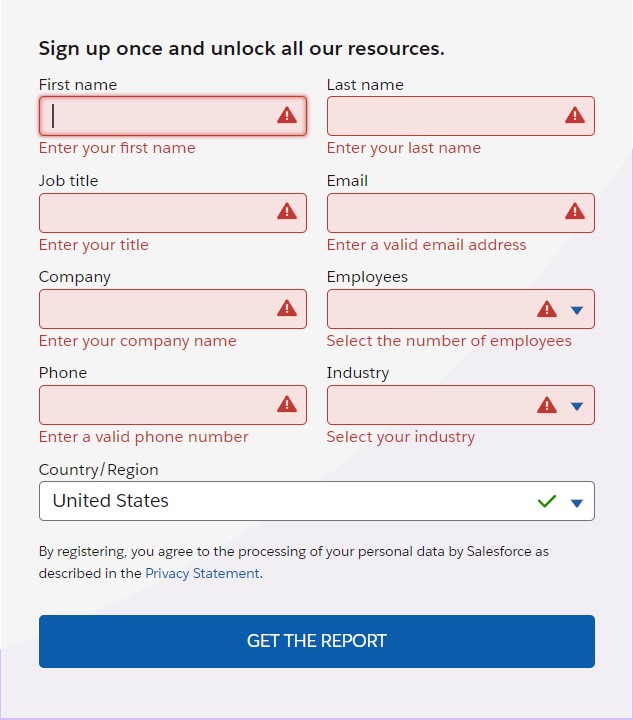 Sign up once and unlock all our resources.
First name
Last name
Enter your first name
Enter your last name
Job title
Email
Enter your title
Enter a valid email address
Company
Employees
Enter your company name
Select the number of employees
Phone
Industry
Enter a valid phone number
Select your industry
Country/Region
United States
By registering, you agree to the processing of your personal data by Salesforce as
described in the Privacy Statement.
GET THE REPORT